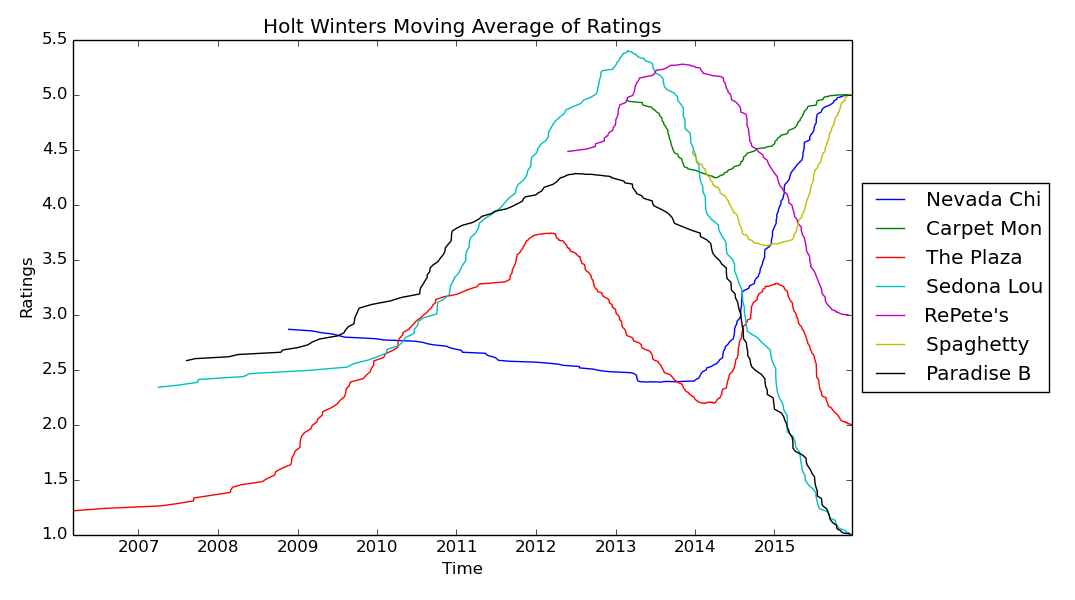 Holt Winters Moving Average of Ratings
5.5
5.0
4.5
4.0
3.5
3.0
2.5
2.0
1.5
1.0
Ratings
2007 2008 2009 2010 2011 2012 2013 2014 2015
Time
Nevada Chi
Carpet Mon
The Plaza
Sedona Lou
RePete's
Spaghetty
Paradise B